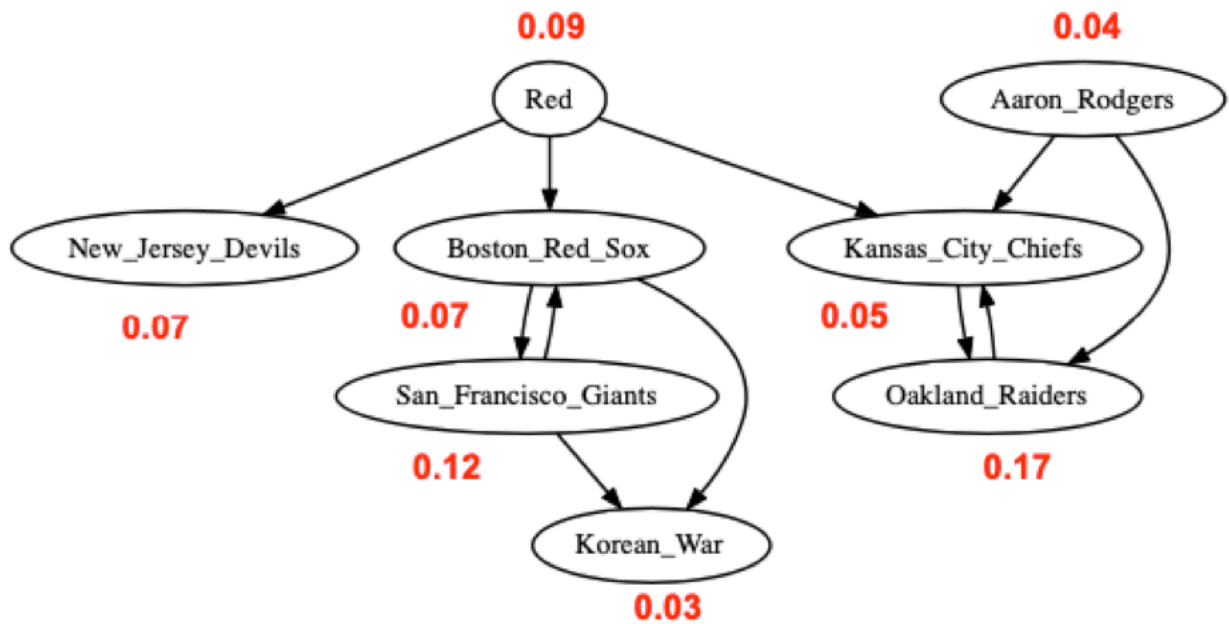 0.09
0.04
Red
Aaron_Rodgers
New_Jersey_Devils
Boston_Red_Sox
Kansas_City_Chiefs
0.07
0.07
0.05
San_Francisco_Giants
Oakland_Raiders
0.12
0.17
Korean_War
0.03